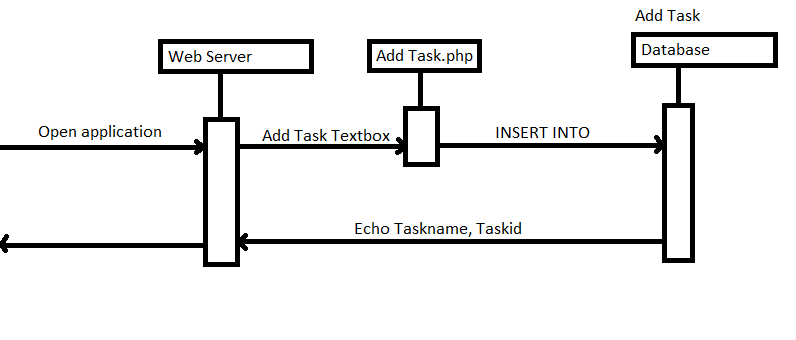 Add Task
Web Server
Add Task.php
Database
Open application
Add Task Textbox
INSERT INTO
Echo Taskname, Taskid